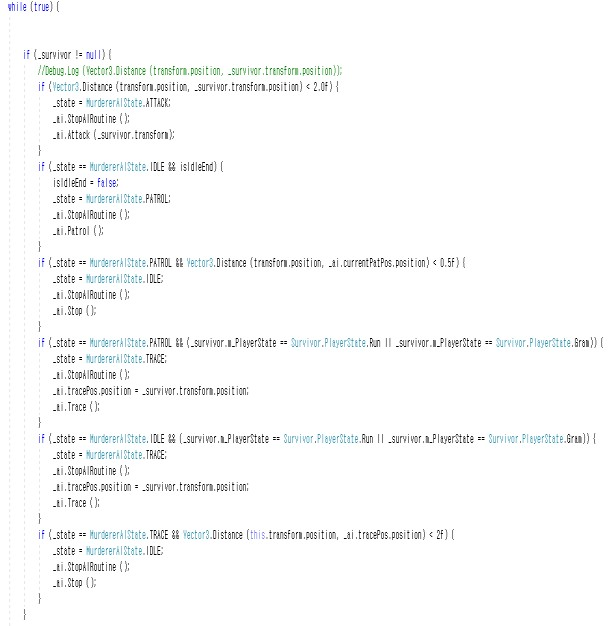 while (true) {
if (_survivor != null) {
//Debug.Log (Vector3.Distance (transform.position, _survivor.transform.position));
if (Vector3.Distance (transform.position, _survivor.transform.position) < 2.0f) {
_state = MurdererAIState.ATTACK;
_ai.StopAIRoutine ();
_ai.Attack (_survivor.transform);
}
if (_state == MurdererAIState.IDLE && isIdleEnd) {
isIdleEnd = false;
_state = MurdererAIState.PATROL;
_ai.StopAIRoutine ();
_ai.Patrol ();
}
if (_state == MurdererAIState.PATROL && Vector3.Distance (transform.position, _ai.currentPatPos.position) < 0.5f) {
_state = MurdererAIState.IDLE;
_ai.StopAIRoutine ();
_ai.Stop ();
}
if (_state == MurdererAIState.PATROL && (_survivor.m_PlayerState == Survivor.PlayerState.Run || _survivor.m_PlayerState == Survivor.PlayerState.Gram)) {
_state = MurdererAIState.TRACE;
_ai.StopAIRoutine ();
_ai.tracePos.position = _survivor.transform.position;
_ai.Trace ();
}
if (_state == MurdererAIState.IDLE && (_survivor.m_PlayerState == Survivor.PlayerState.Run || _survivor.m_PlayerState == Survivor.PlayerState.Gram)) {
_state = MurdererAIState.TRACE;
_ai.StopAIRoutine ();
_ai.tracePos.position = _survivor.transform.position;
_ai.Trace ();
}
if (_state == MurdererAIState.TRACE && Vector3.Distance (this.transform.position, _ai.tracePos.position) < 2f) {
_state = MurdererAIState.IDLE;
_ai.StopAIRoutine ();
_ai.Stop ();
}
}